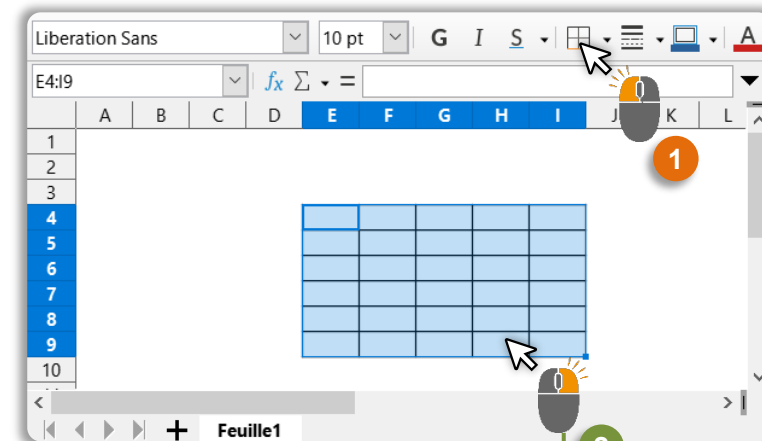 Liberation Sans 10 pt G I S A
E4:I9 fx Σ =
A B C D E F G H I J K L
1
1
2
3
4
5
6
7
8
9
10
Feuille1